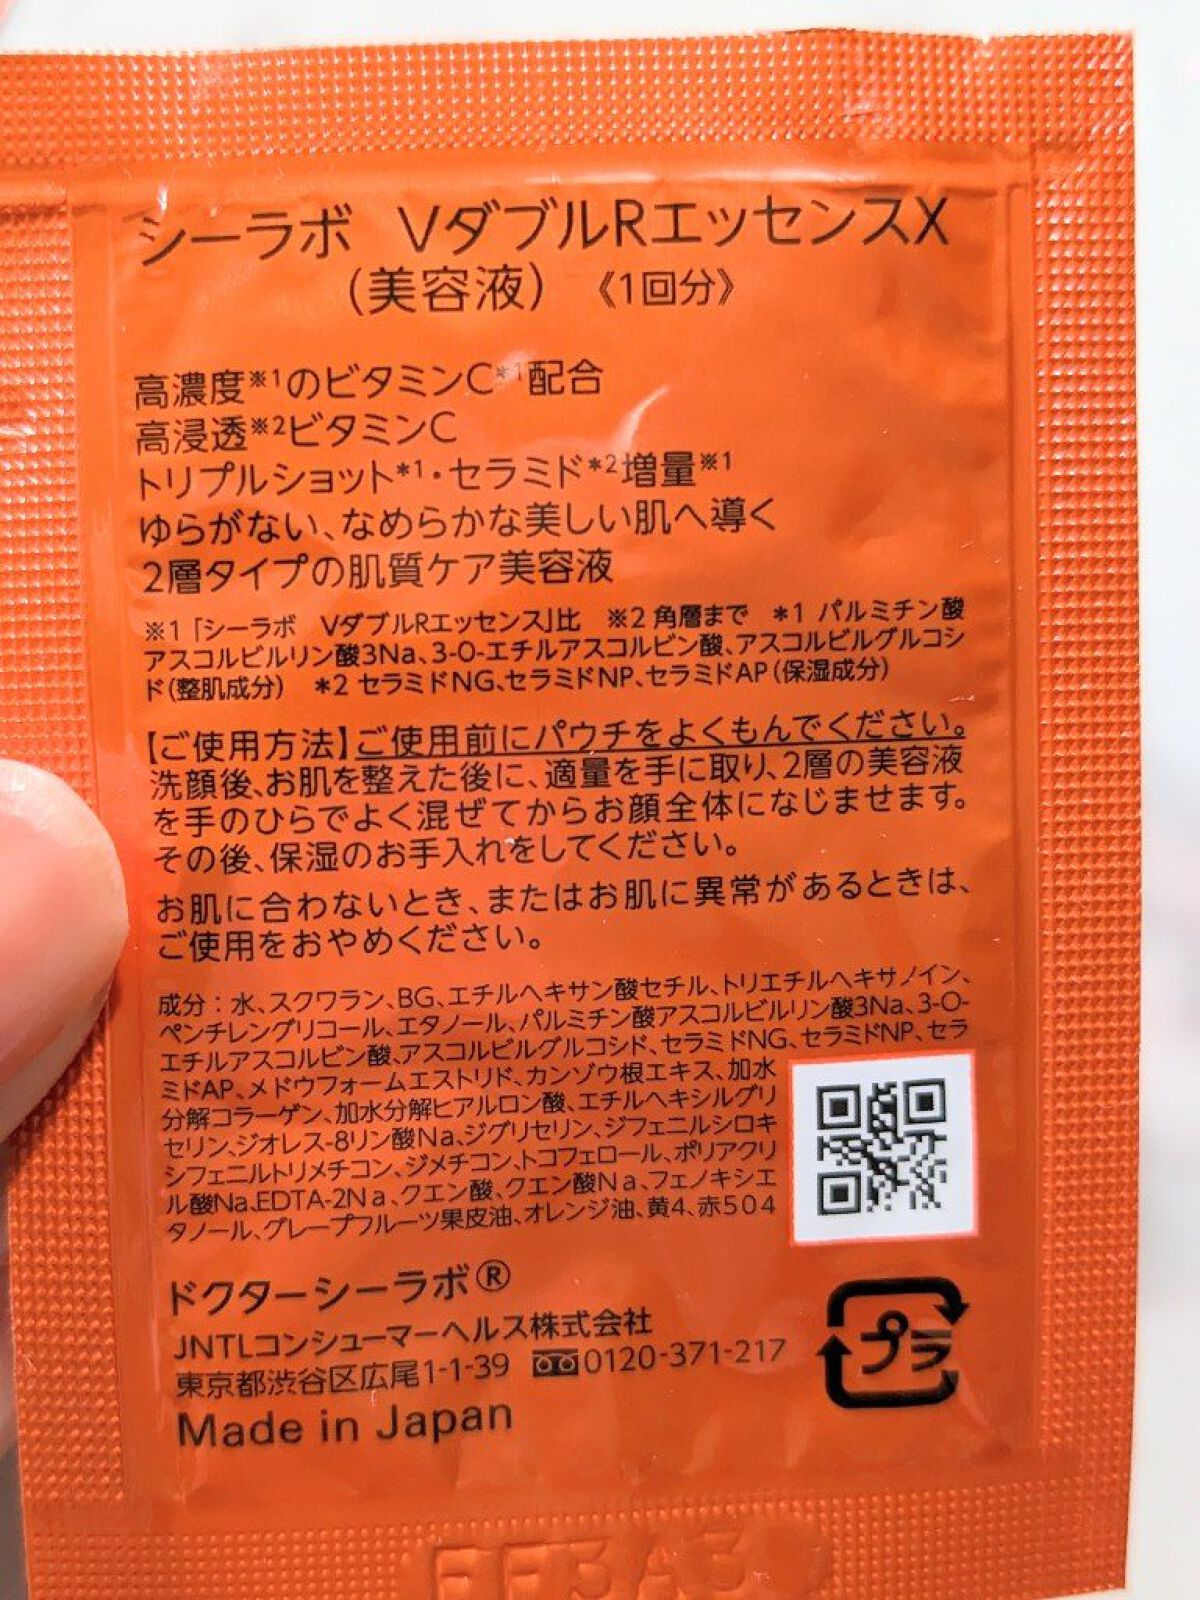 シーラボ VダブルRエッセンスX
(美容液) 《1回分》
高濃度※1のビタミンC*1配合
高浸透※2ビタミンC
トリプルショット*1・セラミド*2増量※1
ゆらがない、なめらかな美しい肌へ導く
2層タイプの肌質ケア美容液
※1「シーラボ VダブルRエッセンス」比 ※2 角層まで *1 パルミチン酸
アスコルビルリン酸3Na、3-O-エチルアスコルビン酸、アスコルビルグルコシ
ド(整肌成分) *2 セラミドNG、セラミドNP、セラミドAP(保湿成分)
【ご使用方法】ご使用前にパウチをよくもんでください。
洗顔後、お肌を整えた後に、適量を手に取り、2層の美容液
を手のひらでよく混ぜてからお顔全体になじませます。
その後、保湿のお手入れをしてください。
お肌に合わないとき、またはお肌に異常があるときは、
ご使用をおやめください。
成分:水、スクワラン、BG、エチルヘキサン酸セチル、トリエチルヘキサノイン、
ペンチレングリコール、エタノール、パルミチン酸アスコルビルリン酸3Na、3-O-
エチルアスコルビン酸、アスコルビルグルコシド、セラミドNG、セラミドNP、セラ
ミドAP、メドウフォームエストリド、カンゾウ根エキス、加水
分解コラーゲン、加水分解ヒアルロン酸、エチルヘキシルグリ
セリン、ジオレス-8リン酸Na、ジグリセリン、ジフェニルシロキ
シフェニルトリメチコン、ジメチコン、トコフェロール、ポリアクリ
ル酸Na、EDTA-2Na、クエン酸、クエン酸Na、フェノキシエ
タノール、グレープフルーツ果皮油、オレンジ油、黄4、赤504
ドクターシーラボ®
JNTLコンシューマーヘルス株式会社
東京都渋谷区広尾1-1-39 0120-371-217
プラ
Made in Japan